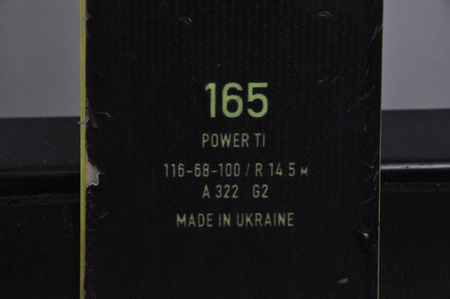 165
POWER TI
116-68-100 / R 14.5 M
A 322 G2
MADE IN UKRAINE